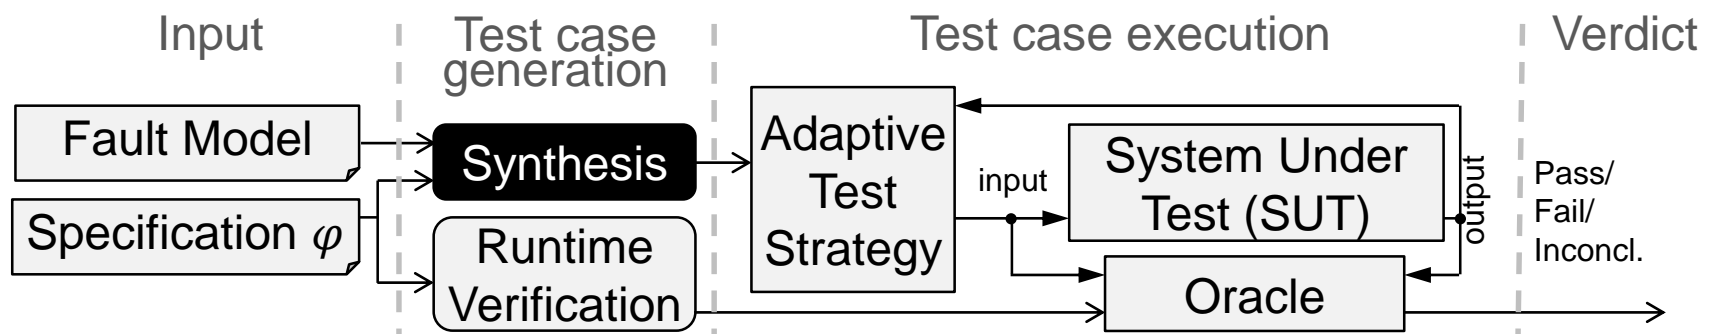 Input
Test case
generation
Test case execution
Verdict
Fault Model
Specification φ
Synthesis
Runtime
Verification
Adaptive
Test
Strategy
input
System Under
Test (SUT)
output
Oracle
Pass/
Fail/
Inconcl.